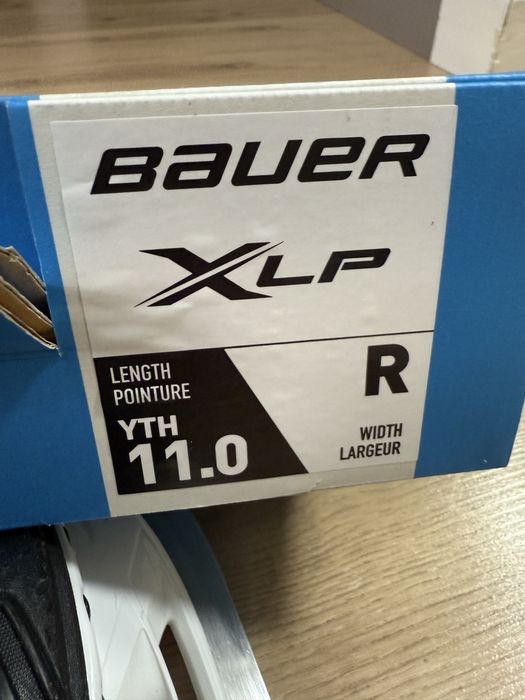 BAUER
XLP
LENGTH
POINTURE
YTH
11.0
R
WIDTH
LARGEUR